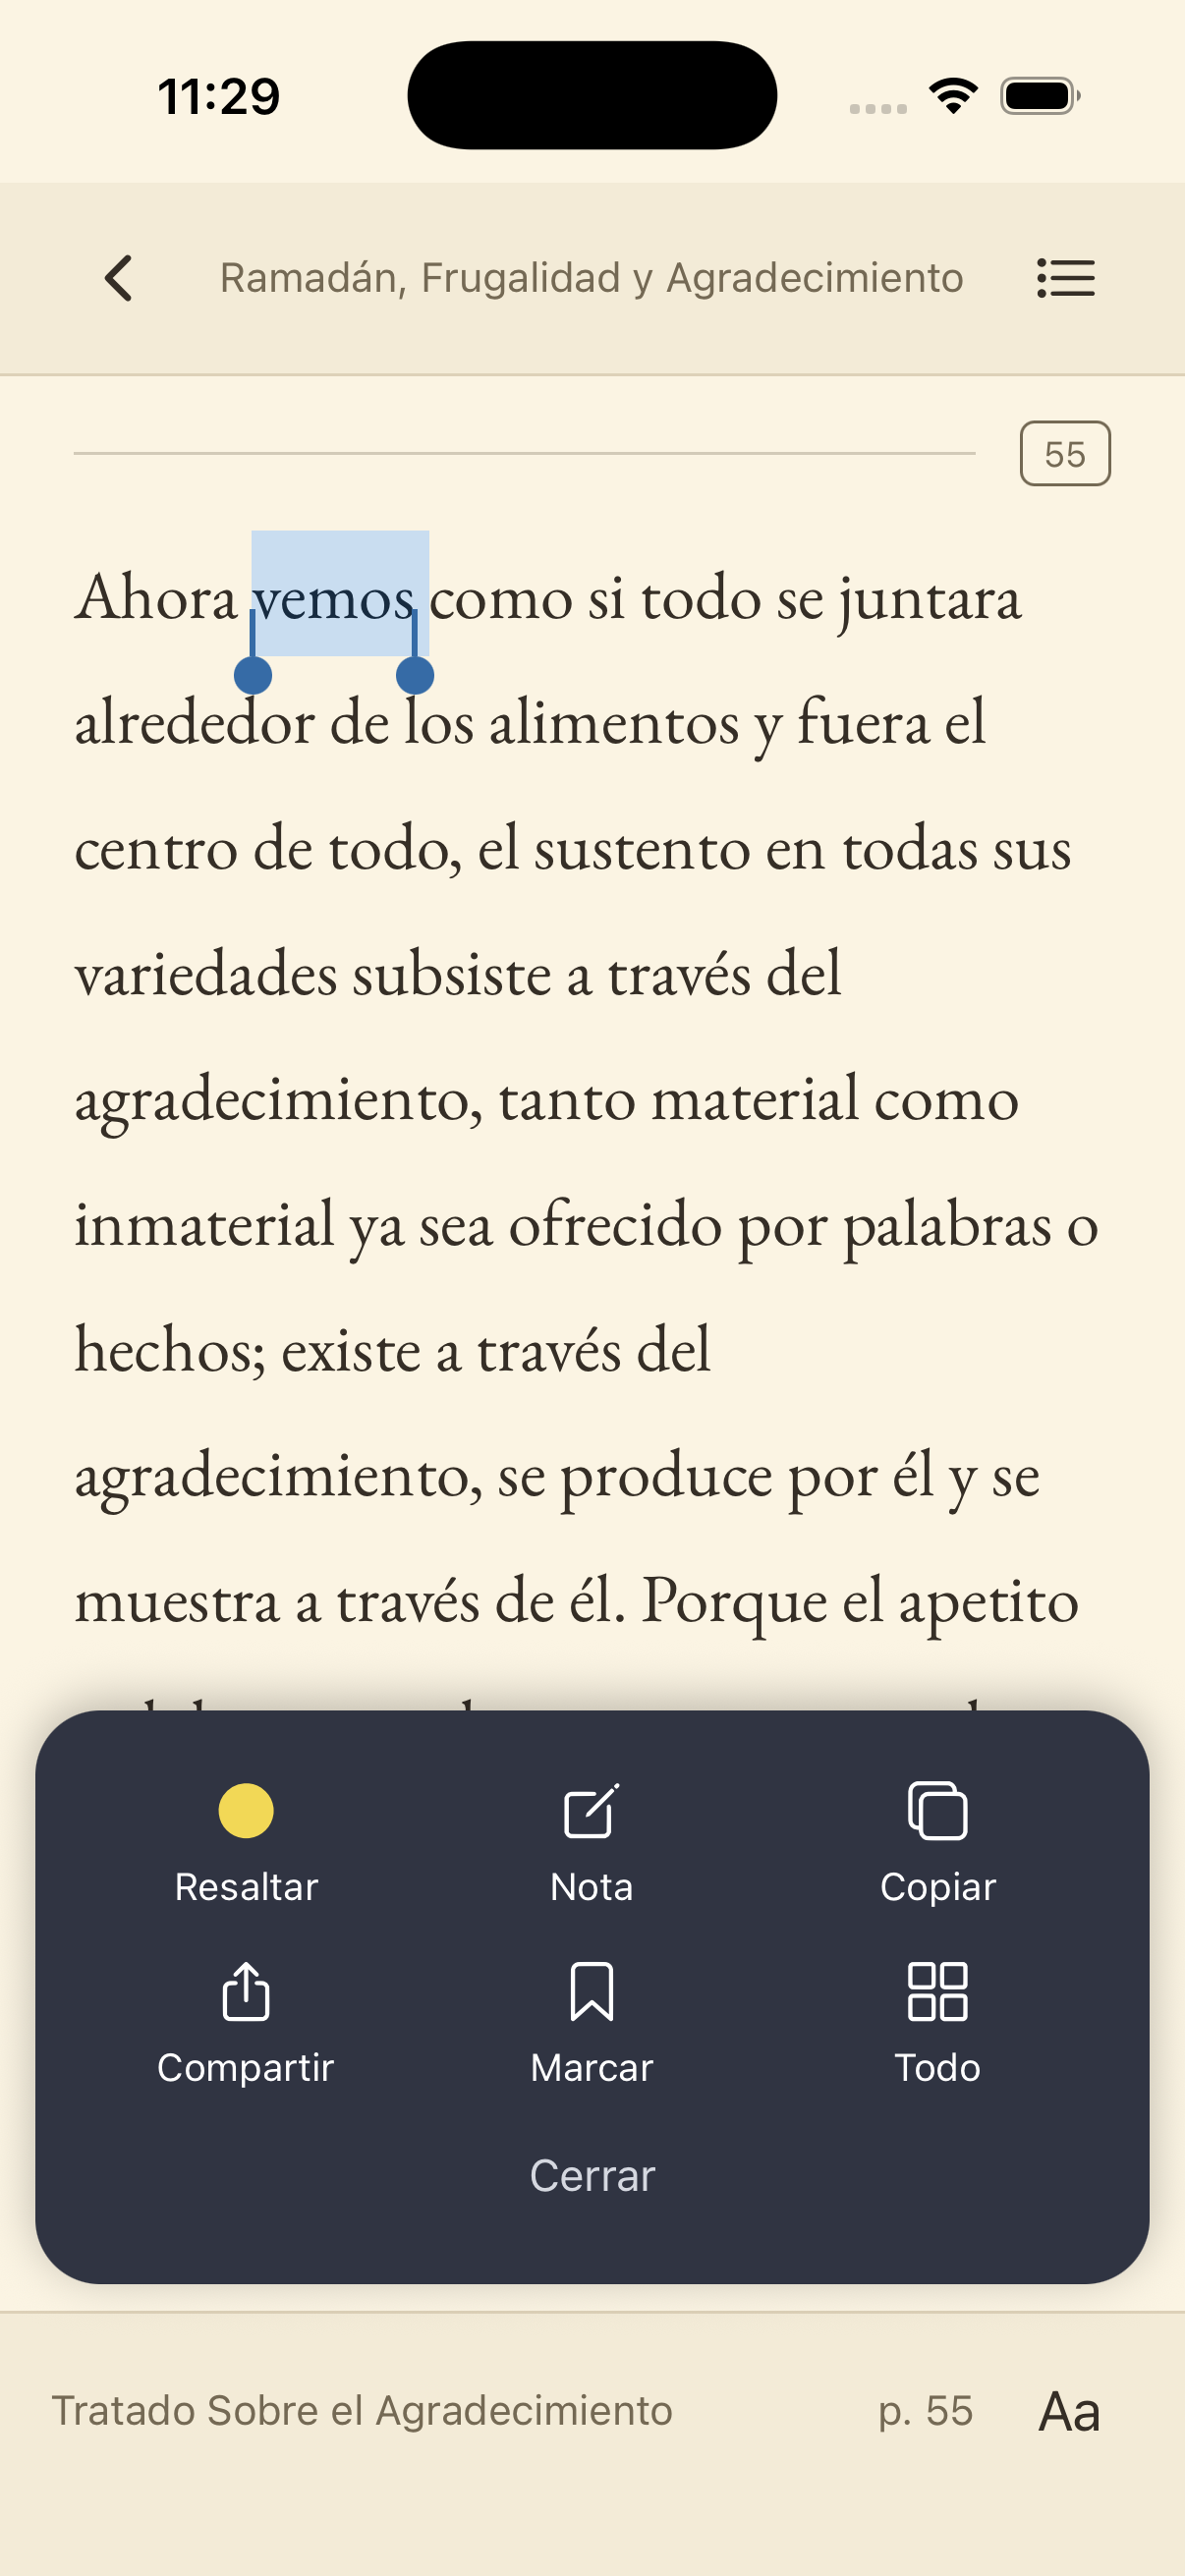 11:29
Ramadán, Frugalidad y Agradecimiento
55
Ahora vemos como si todo se juntara
alrededor de los alimentos y fuera el
centro de todo, el sustento en todas sus
variedades subsiste a través del
agradecimiento, tanto material como
inmaterial ya sea ofrecido por palabras o
hechos; existe a través del
agradecimiento, se produce por él y se
muestra a través de él. Porque el apetito
Resaltar
Nota
Copiar
Compartir
Marcar
Todo
Cerrar
Tratado Sobre el Agradecimiento
p. 55
Aa